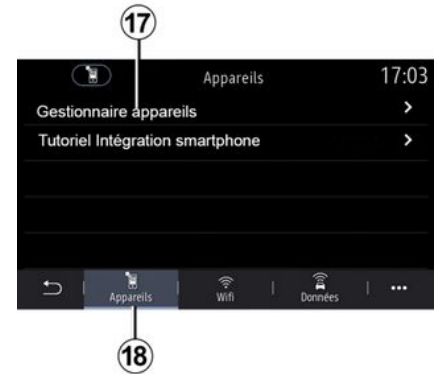 17
Appareils 17:03
Gestionnaire appareils
Tutoriel Intégration smartphone
Appareils Wifi Données
18